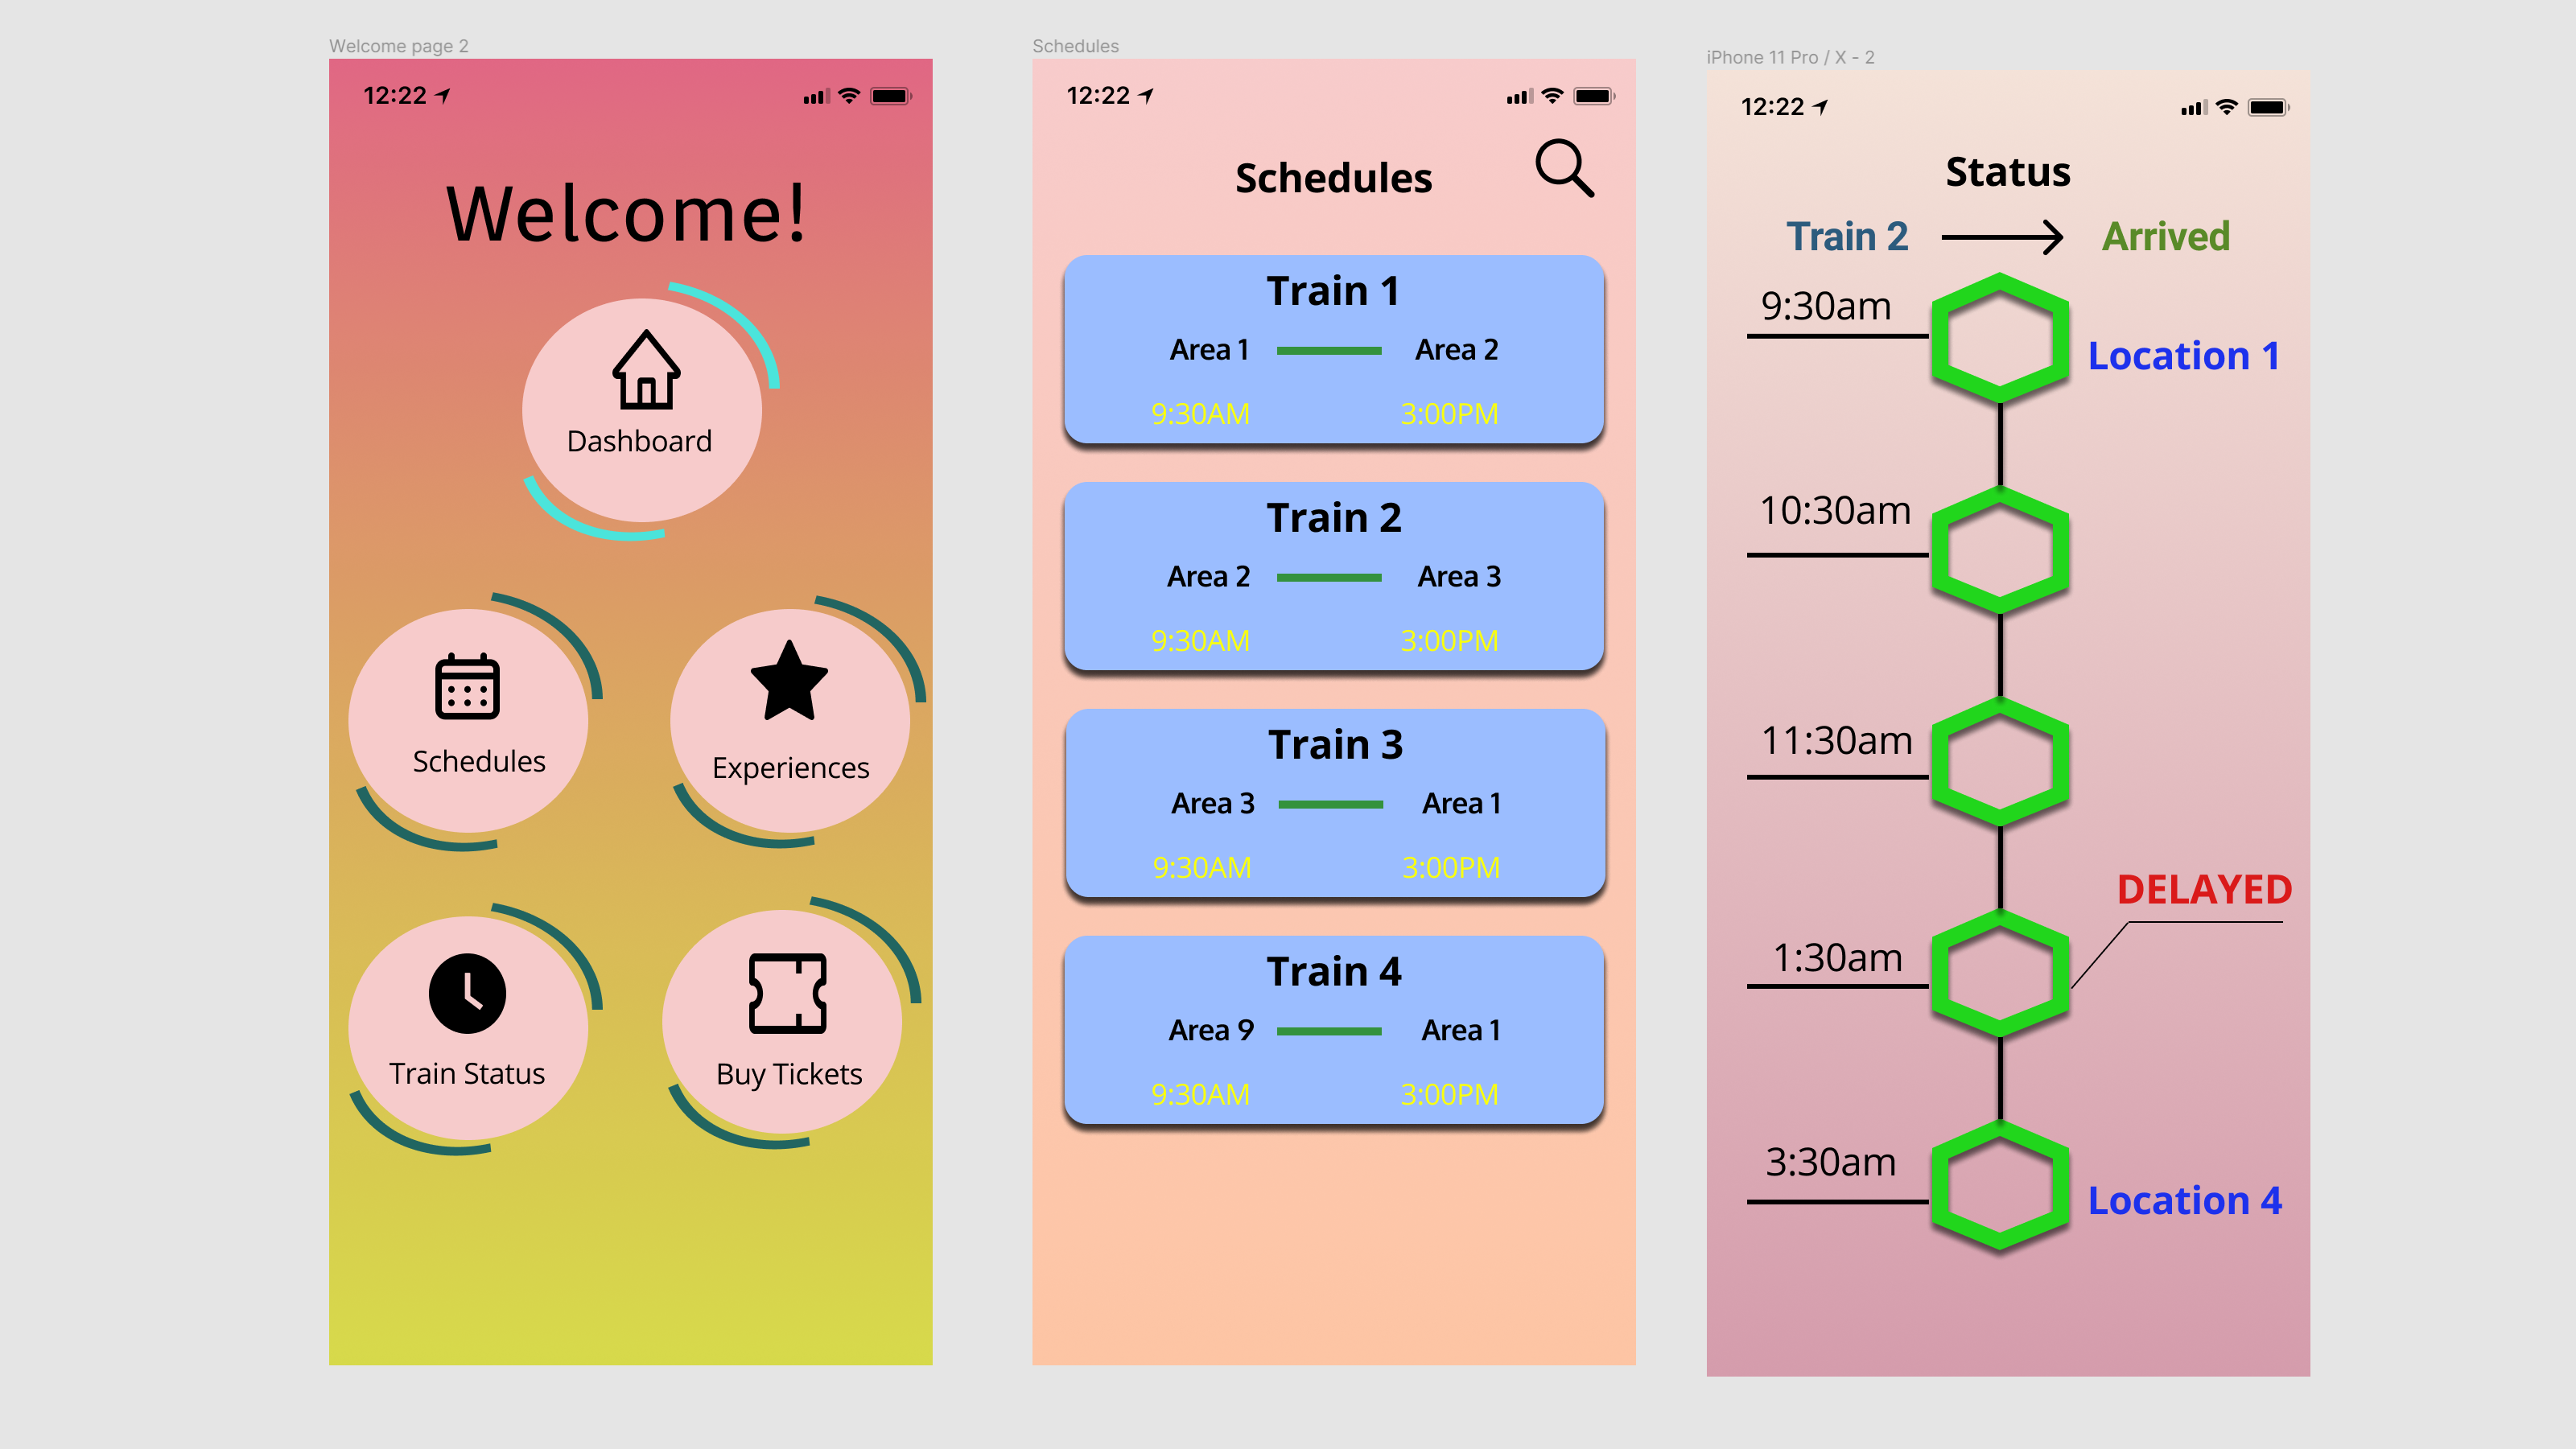 Welcome page 2
12:22
Welcome!
Dashboard
Schedules
Experiences
Train Status
Buy Tickets
Schedules
12:22
Schedules
Train 1
Area 1 Area 2
9:30AM 3:00PM
Train 2
Area 2 Area 3
9:30AM 3:00PM
Train 3
Area 3 Area 1
9:30AM 3:00PM
Train 4
Area 9 Area 1
9:30AM 3:00PM
iPhone 11 Pro / X - 2
12:22
Status
Train 2 Arrived
9:30am
Location 1
10:30am
11:30am
DELAYED
1:30am
3:30am
Location 4